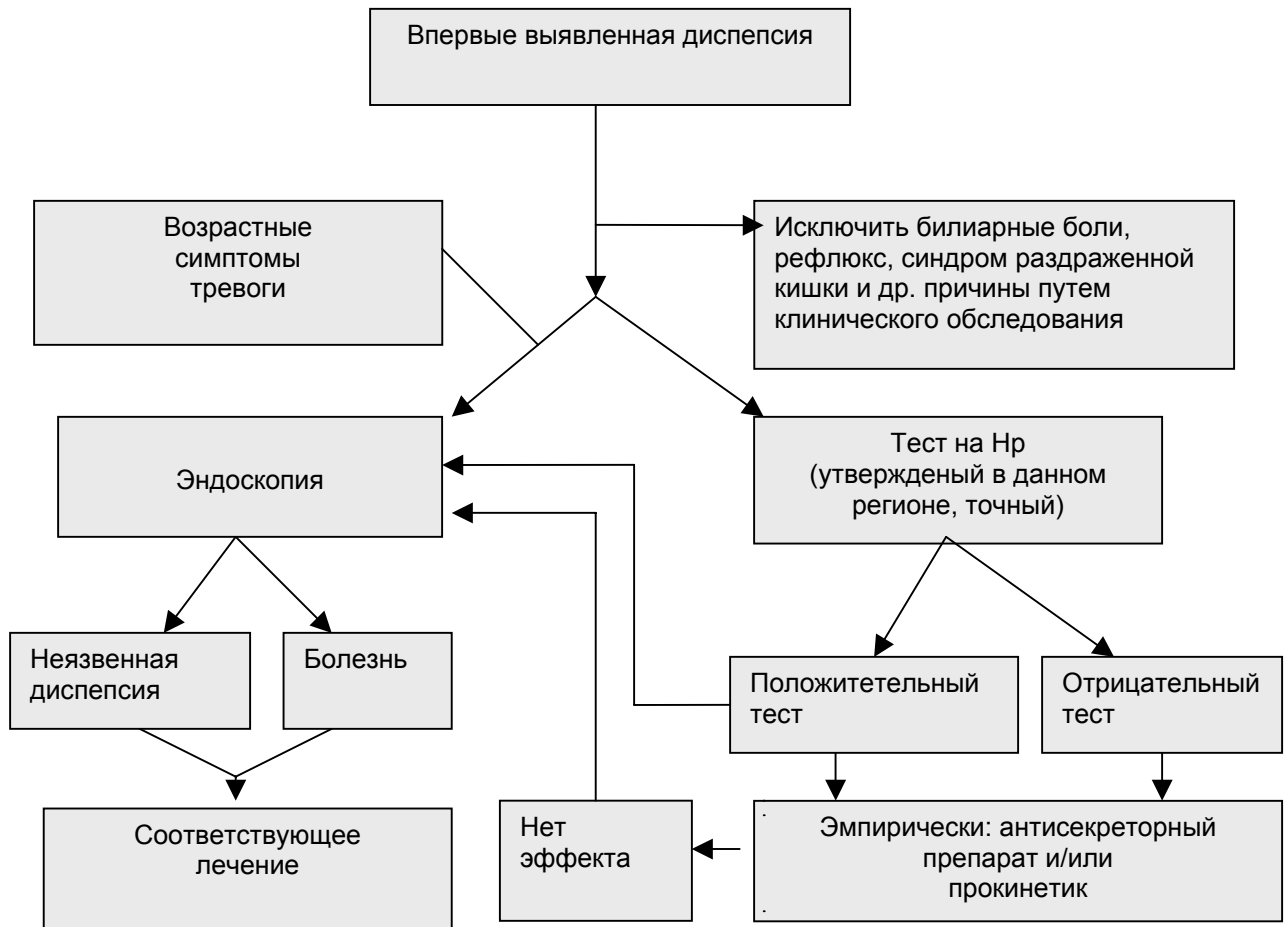 Впервые выявленная диспепсия
Возрастные
симптомы
тревоги
Исключить билиарные боли,
рефлюкс, синдром раздраженной
кишки и др. причины путем
клинического обследования
Эндоскопия
Тест на Нр
(утвержденый в данном
регионе, точный)
Неязвенная
диспепсия
Болезнь
Положитетельный
тест
Отрицательный
тест
Соответствующее
лечение
Нет
эффекта
Эмпирически: антисекреторный
препарат и/или
прокинетик